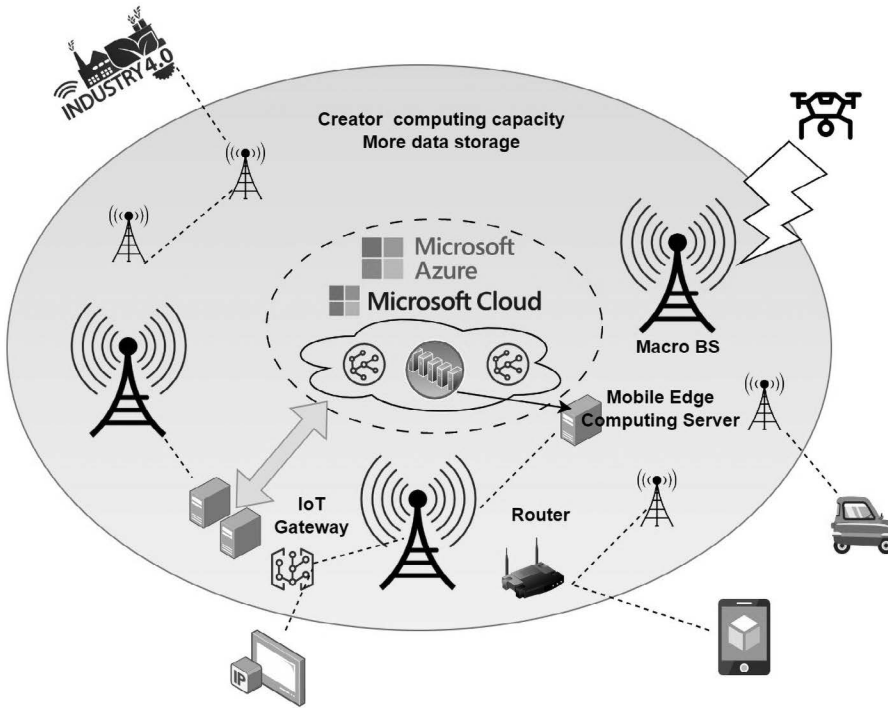 INDUSTRY 4.0
Creator computing capacity
More data storage
Microsoft
Azure
Microsoft Cloud
Macro BS
Mobile Edge
Computing Server
IoT
Gateway
Router
IP